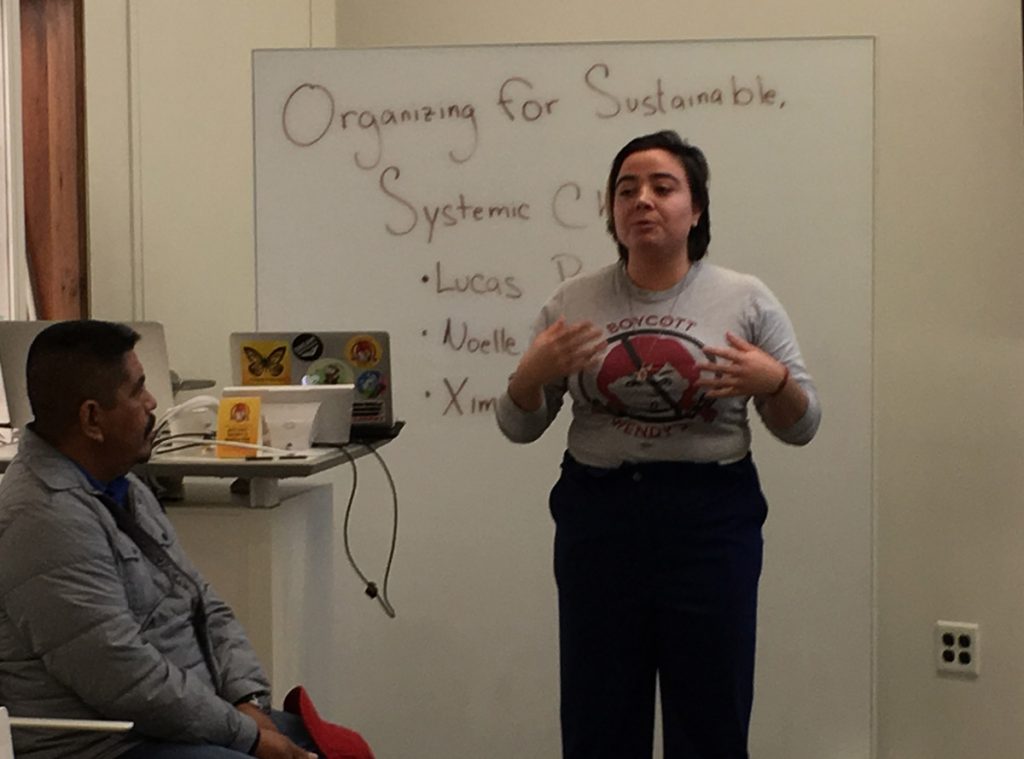 Organizing for Sustainable,
Systemic
• Lucas
• Noelle
•
BOYCOTT
WENDY'S